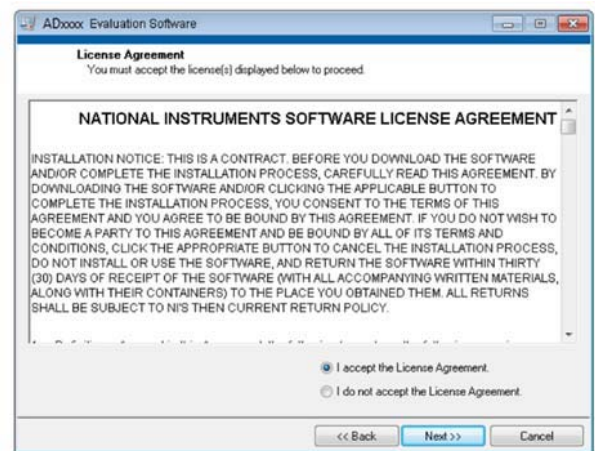 ADxxxx Evaluation Software
License Agreement
You must accept the license(s) displayed below to proceed.
NATIONAL INSTRUMENTS SOFTWARE LICENSE AGREEMENT
INSTALLATION NOTICE: THIS IS A CONTRACT. BEFORE YOU DOWNLOAD THE SOFTWARE
AND/OR COMPLETE THE INSTALLATION PROCESS, CAREFULLY READ THIS AGREEMENT. BY
DOWNLOADING THE SOFTWARE AND/OR CLICKING THE APPLICABLE BUTTON TO
COMPLETE THE INSTALLATION PROCESS, YOU CONSENT TO THE TERMS OF THIS
AGREEMENT AND YOU AGREE TO BE BOUND BY THIS AGREEMENT. IF YOU DO NOT WISH TO
BECOME A PARTY TO THIS AGREEMENT AND BE BOUND BY ALL OF ITS TERMS AND
CONDITIONS, CLICK THE APPROPRIATE BUTTON TO CANCEL THE INSTALLATION PROCESS,
DO NOT INSTALL OR USE THE SOFTWARE, AND RETURN THE SOFTWARE WITHIN THIRTY
(30) DAYS OF RECEIPT OF THE SOFTWARE (WITH ALL ACCOMPANYING WRITTEN MATERIALS,
ALONG WITH THEIR CONTAINERS) TO THE PLACE YOU OBTAINED THEM. ALL RETURNS
SHALL BE SUBJECT TO NI'S THEN CURRENT RETURN POLICY.
I accept the License Agreement.
I do not accept the License Agreement.
<< Back Next >> Cancel